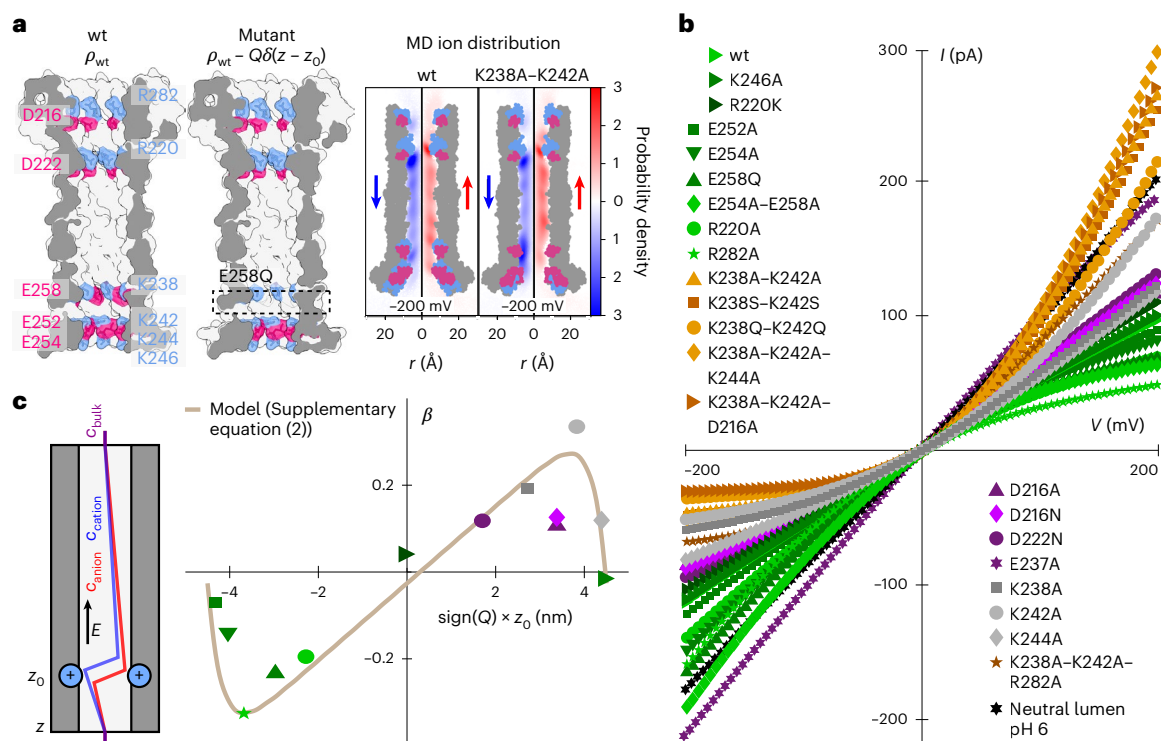 a
wt
ρwt
Mutant
ρwt – Qδ(z – z0)
MD ion distribution
wt
K238A–K242A
D216
R282
D222
R220
E258
K238
E258Q
E252
K242
E254
K244
K246
–200 mV
–200 mV
20 0 20
20 0 20
r (Å)
r (Å)
3
2
1
0
1
2
3
Probability density
b
wt
K246A
R220K
E252A
E254A
E258Q
E254A–E258A
R220A
R282A
K238A–K242A
K238S–K242S
K238Q–K242Q
K238A–K242A–
K244A
K238A–K242A–
D216A
300
I (pA)
200
100
V (mV)
–200
200
–100
–200
D216A
D216N
D222N
E237A
K238A
K242A
K244A
K238A–K242A–
R282A
Neutral lumen
pH 6
c
cbulk
ccation
canion
E
+
+
z0
z
Model (Supplementary
equation (2))
β
0.2
–4
–2
2
4
sign(Q) × z0 (nm)
–0.2